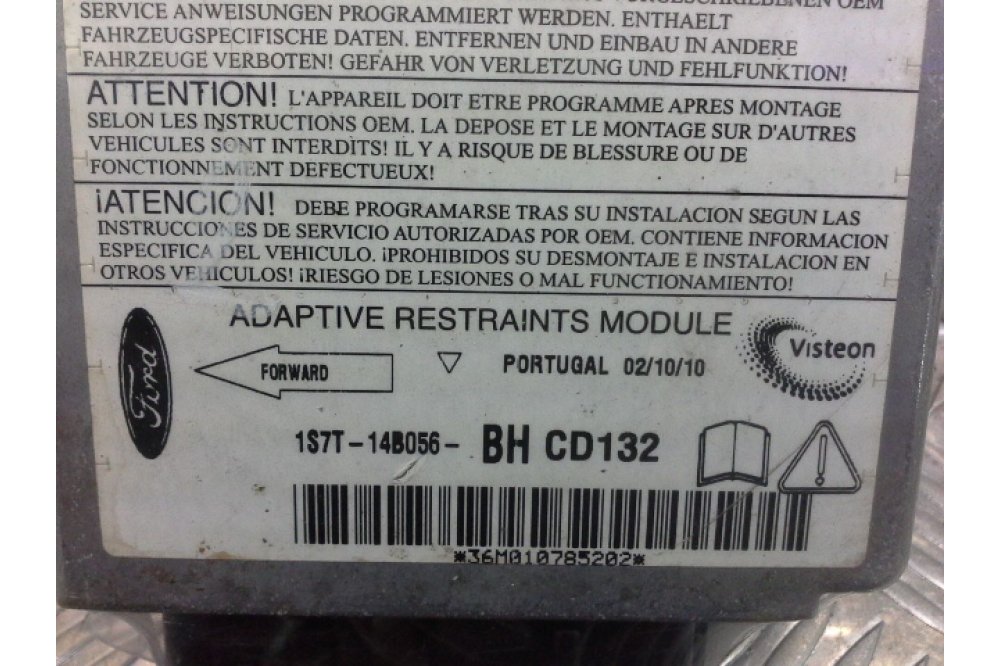 VORGESCHRIEBENEN OEM
SERVICE ANWEISUNGEN PROGRAMMIERT WERDEN. ENTHAELT
FAHRZEUGSPEZIFISCHE DATEN. ENTFERNEN UND EINBAU IN ANDERE
FAHRZEUGE VERBOTEN! GEFAHR VON VERLETZUNG UND FEHLFUNKTION!
ATTENTION! L'APPAREIL DOIT ETRE PROGRAMME APRES MONTAGE
SELON LES INSTRUCTIONS OEM. LA DEPOSE ET LE MONTAGE SUR D'AUTRES
VEHICULES SONT INTERDITS! IL Y A RISQUE DE BLESSURE OU DE
FONCTIONNEMENT DEFECTUEUX!
¡ATENCION! DEBE PROGRAMARSE TRAS SU INSTALACION SEGUN LAS
INSTRUCCIONES DE SERVICIO AUTORIZADAS POR OEM. CONTIENE INFORMACION
ESPECIFICA DEL VEHICULO. ¡PROHIBIDOS SU DESMONTAJE E INSTALACION EN
OTROS VEHICULOS! ¡RIESGO DE LESIONES O MAL FUNCIONAMIENTO!
ADAPTIVE RESTRAINTS MODULE
Ford
FORWARD
PORTUGAL 02/10/10
Visteon
1S7T-14B056- BH CD132
*36M010785202*